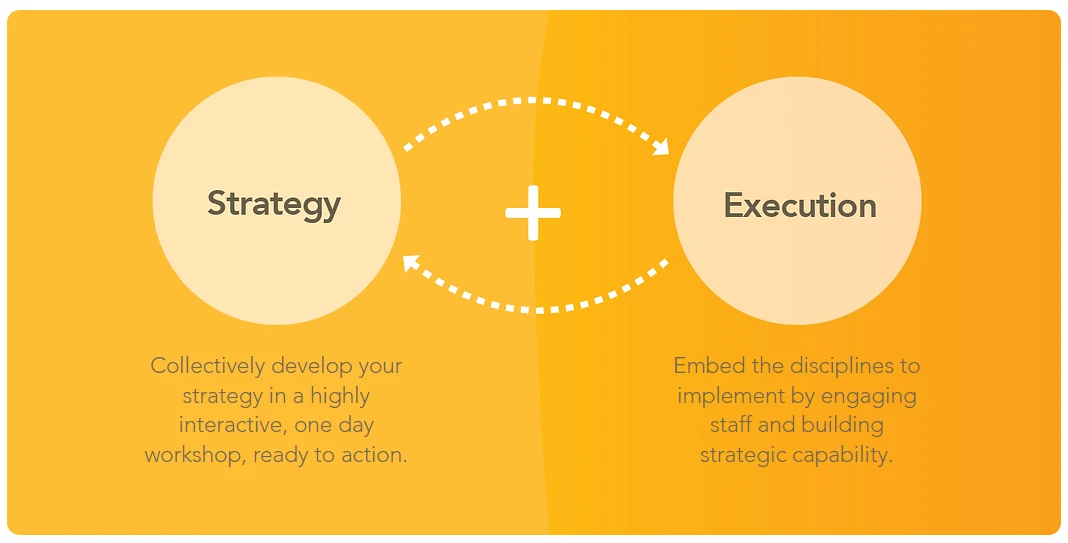 Strategy
Collectively develop your
strategy in a highly
interactive, one day
workshop, ready to action.
+
Execution
Embed the disciplines to
implement by engaging
staff and building
strategic capability.